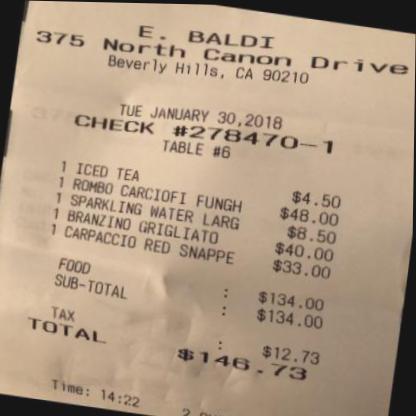 E. BALDI
375 North Canon Drive
Beverly Hills, CA 90210
TUE JANUARY 30,2018
CHECK #278470-1
TABLE #6
1 ICED TEA $4.50
1 ROMBO CARCIOFI FUNGH $48.00
1 SPARKLING WATER LARG $8.50
1 BRANZINO GRIGLIATO $40.00
1 CARPACCIO RED SNAPPE $33.00
FOOD : $134.00
SUB-TOTAL : $134.00
TAX : $12.73
TOTAL $146.73
Time: 14:22 2